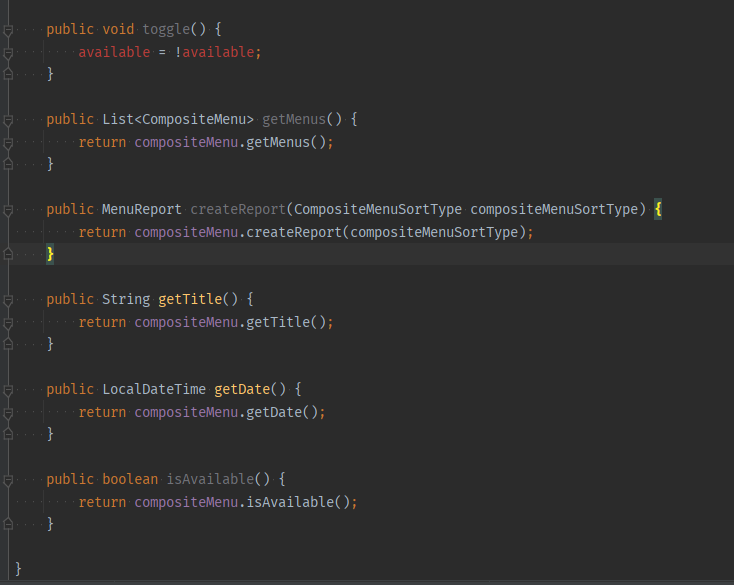 public void toggle() {
available = !available;
}
public List<CompositeMenu> getMenus() {
return compositeMenu.getMenus();
}
public MenuReport createReport(CompositeMenuSortType compositeMenuSortType) {
return compositeMenu.createReport(compositeMenuSortType);
}
public String getTitle() {
return compositeMenu.getTitle();
}
public LocalDateTime getDate() {
return compositeMenu.getDate();
}
public boolean isAvailable() {
return compositeMenu.isAvailable();
}
}